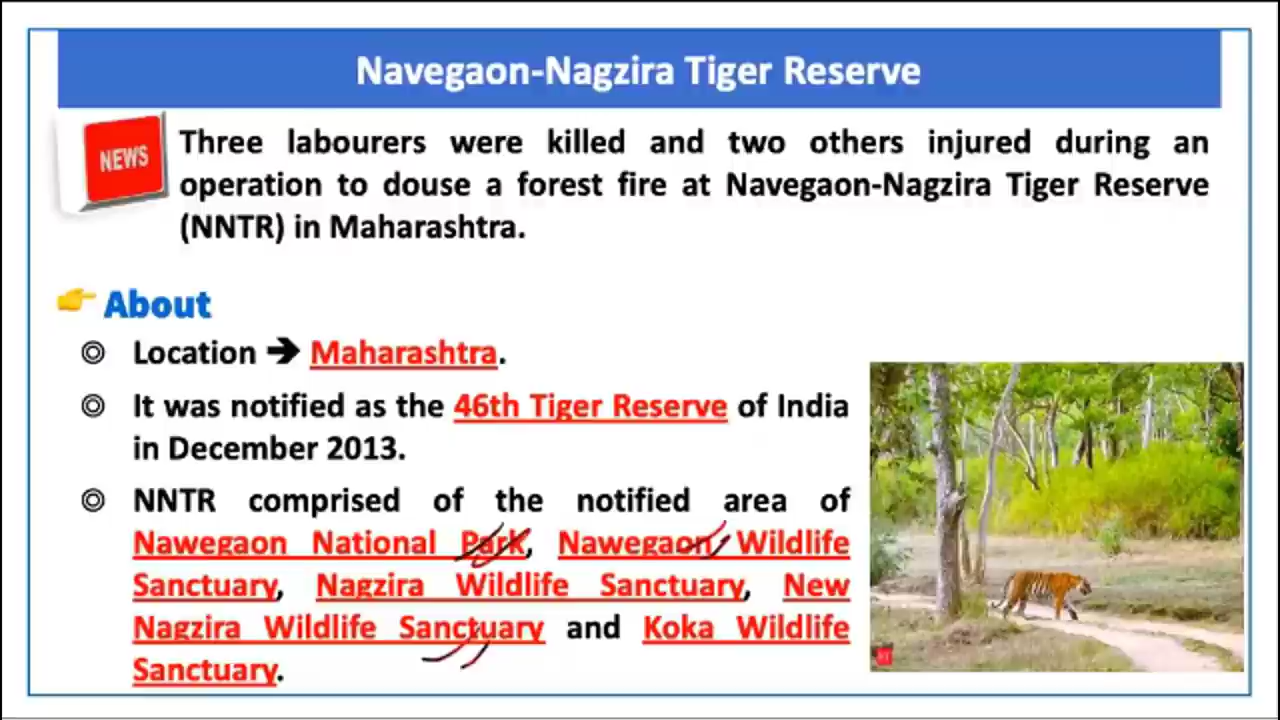 Navegaon-Nagzira Tiger Reserve
NEWS
Three labourers were killed and two others injured during an
operation to douse a forest fire at Navegaon-Nagzira Tiger Reserve
(NNTR) in Maharashtra.
👉 About
◎ Location ➔ Maharashtra.
◎ It was notified as the 46th Tiger Reserve of India
in December 2013.
◎ NNTR comprised of the notified area of
Nawegaon National Park, Nawegaon Wildlife
Sanctuary, Nagzira Wildlife Sanctuary, New
Nagzira Wildlife Sanctuary and Koka Wildlife
Sanctuary.